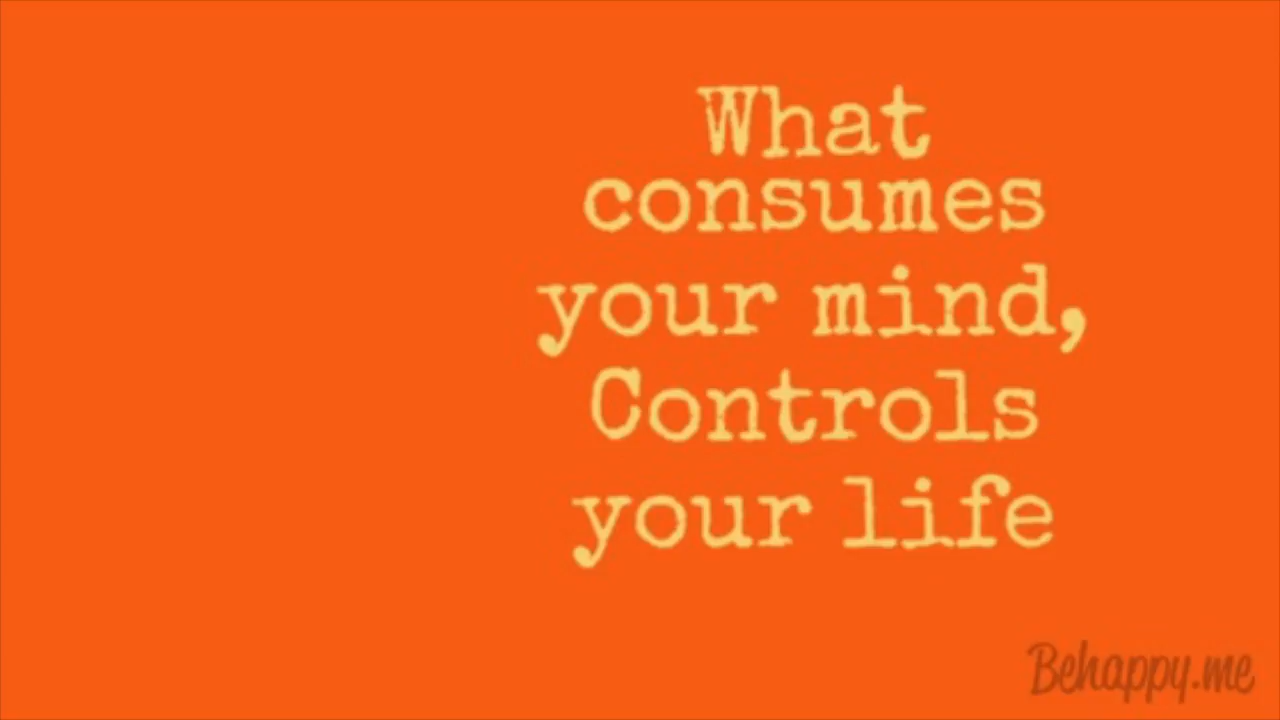 What
consumes
your mind,
Controls
your life
Behappy.me